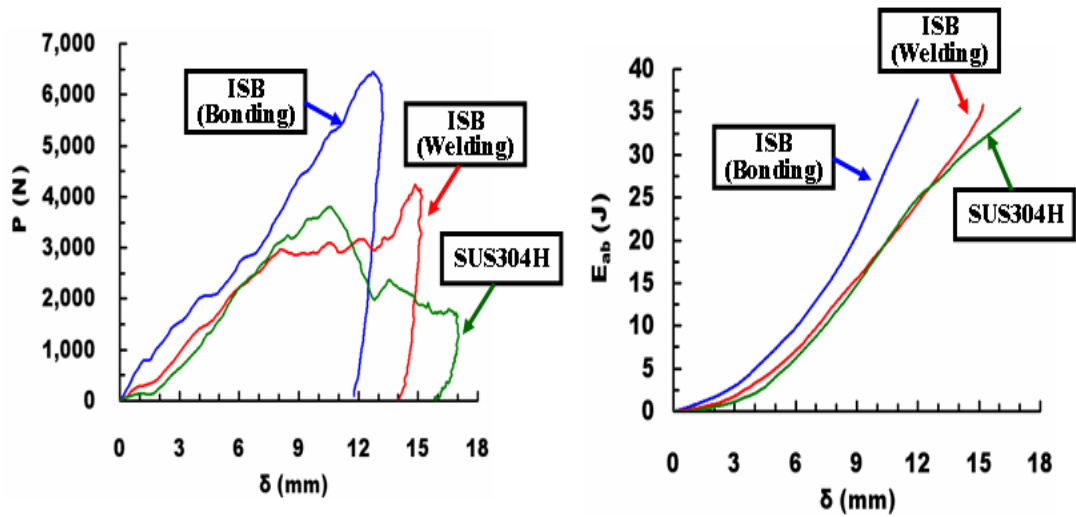 7,000
6,000
5,000
4,000
3,000
2,000
1,000
0
P (N)
0 3 6 9 12 15 18
δ (mm)
ISB
(Bonding)
ISB
(Welding)
SUS304H
40
35
30
25
20
15
10
5
0
Eab (J)
0 3 6 9 12 15 18
δ (mm)
ISB
(Welding)
ISB
(Bonding)
SUS304H